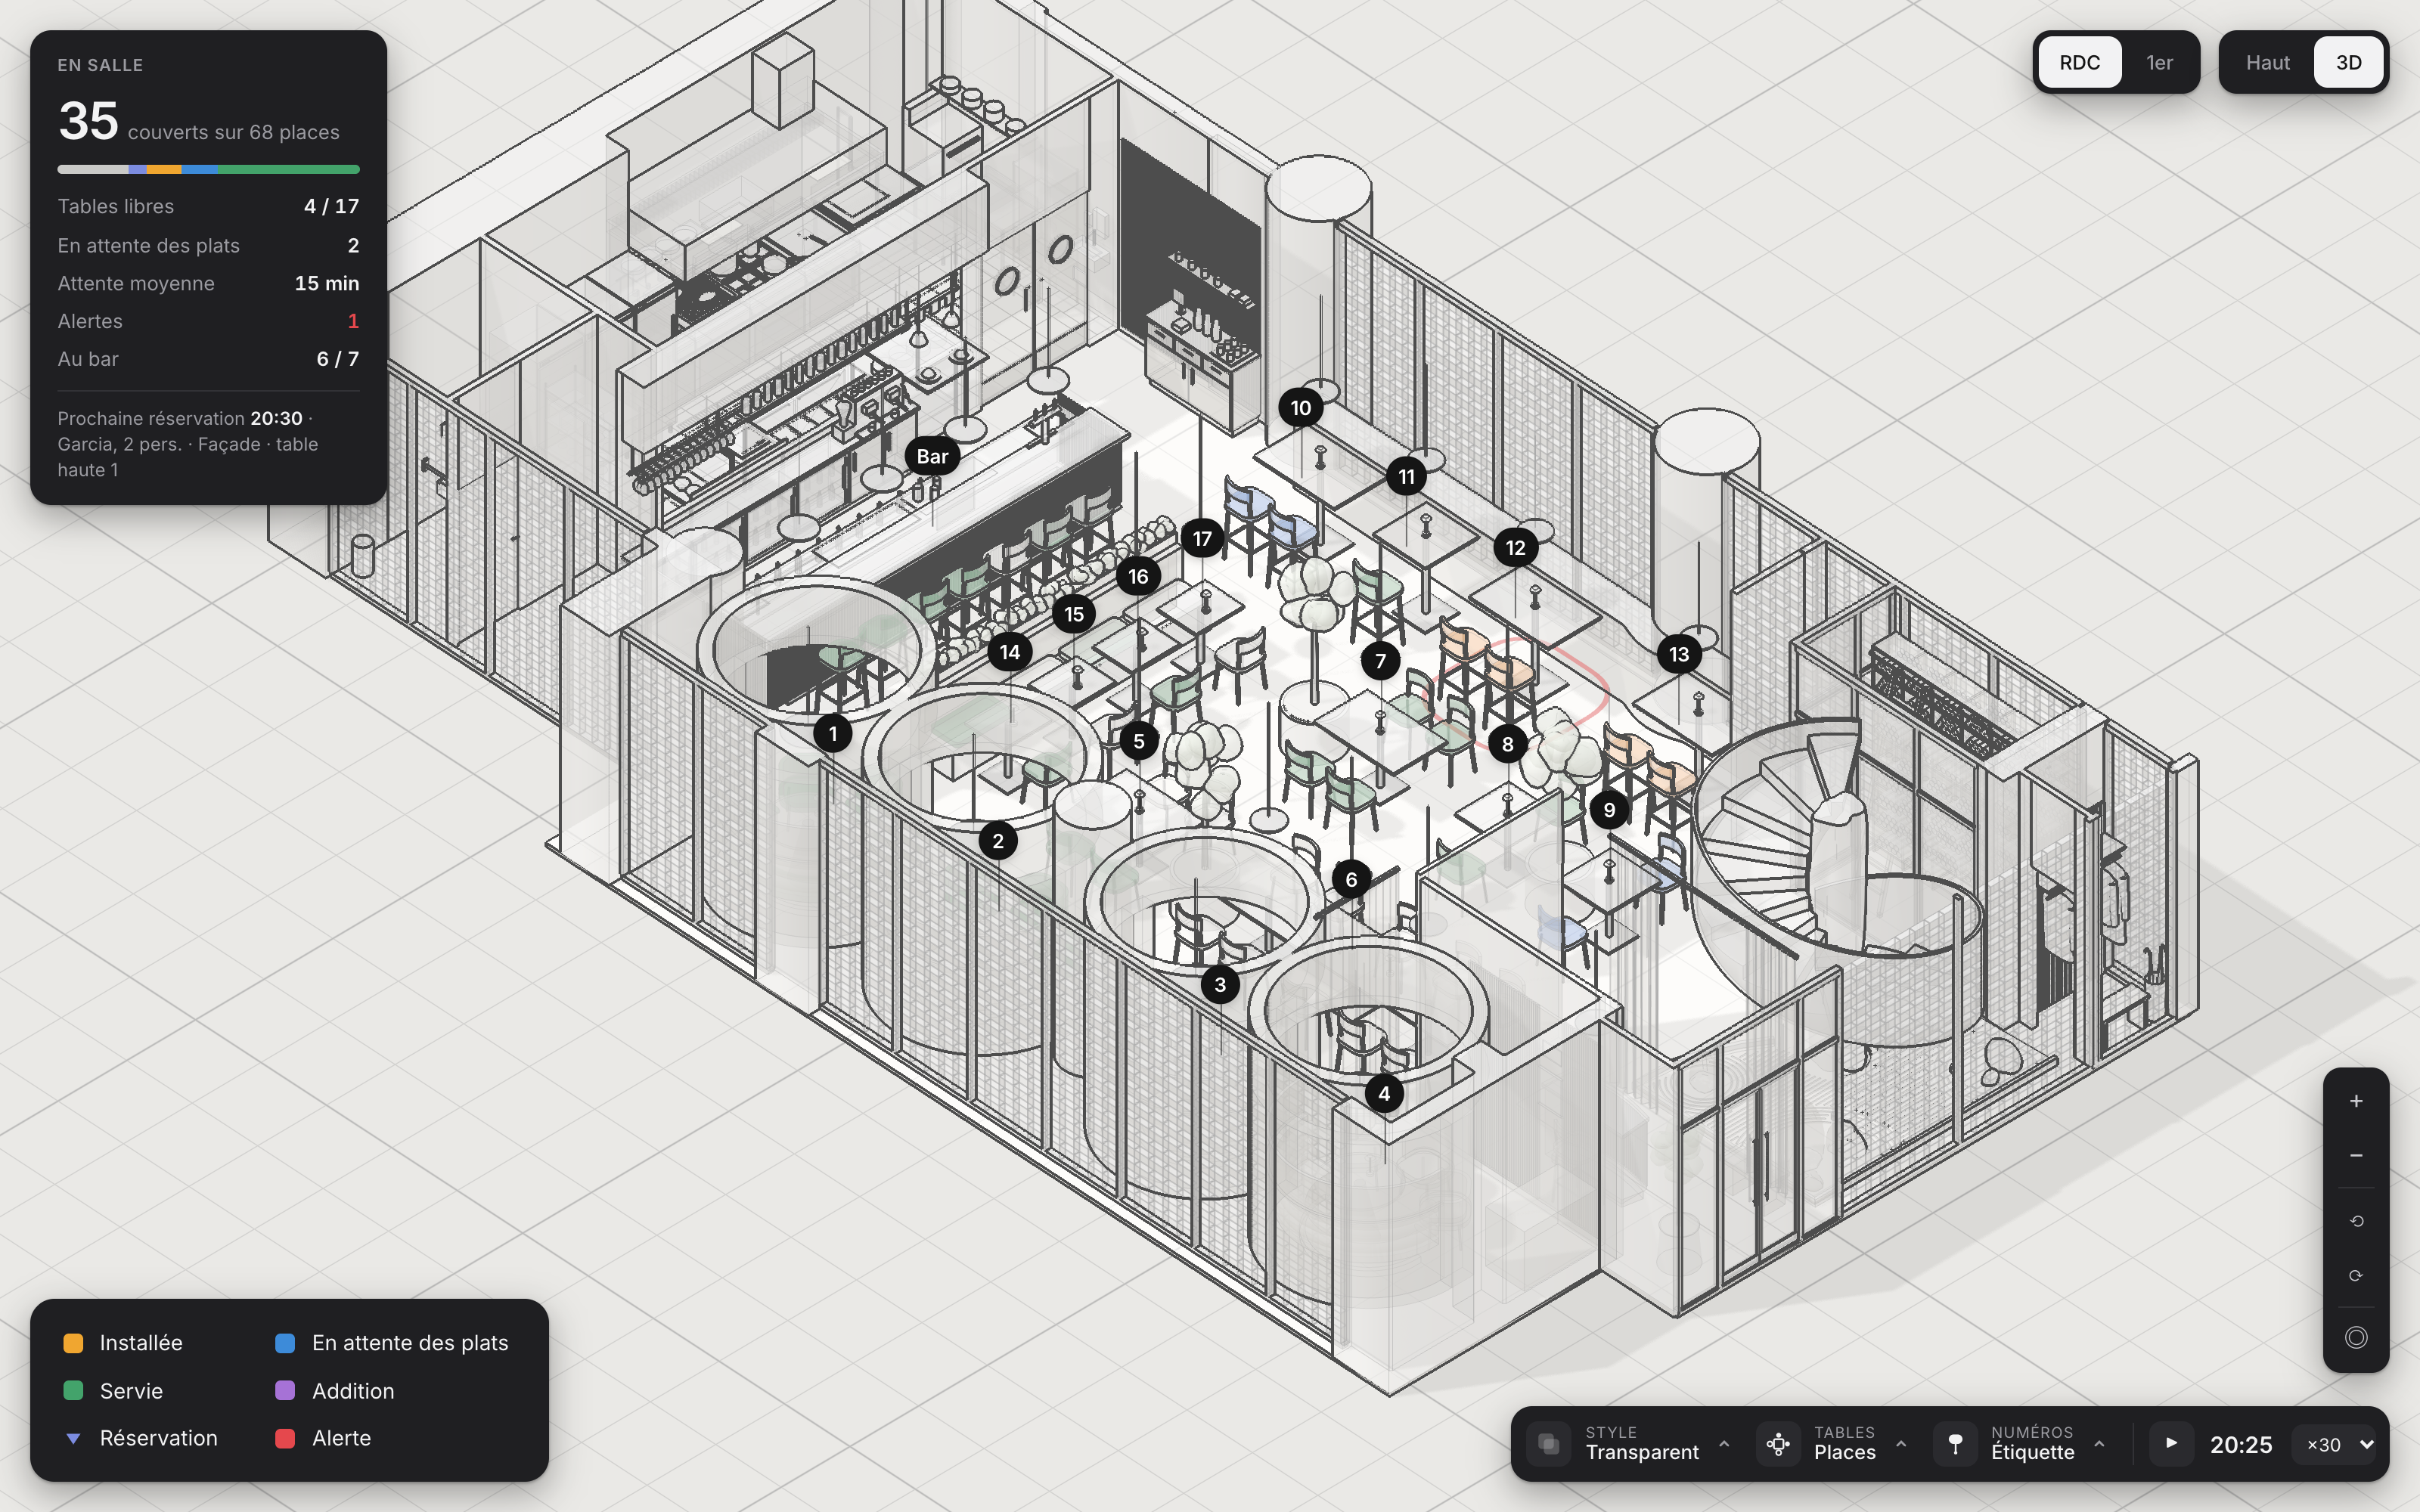 EN SALLE
35 couverts sur 68 places
Tables libres 4 / 17
En attente des plats 2
Attente moyenne 15 min
Alertes 1
Au bar 6 / 7
Prochaine réservation 20:30 ·
Garcia, 2 pers. · Façade · table
haute 1
RDC 1er Haut 3D
10
11
Bar
17
12
16
15
14
13
7
1
5
8
9
2
6
3
4
Installée En attente des plats
Servie Addition
Réservation Alerte
STYLE
Transparent
TABLES
Places
NUMÉROS
Étiquette
20:25
×30